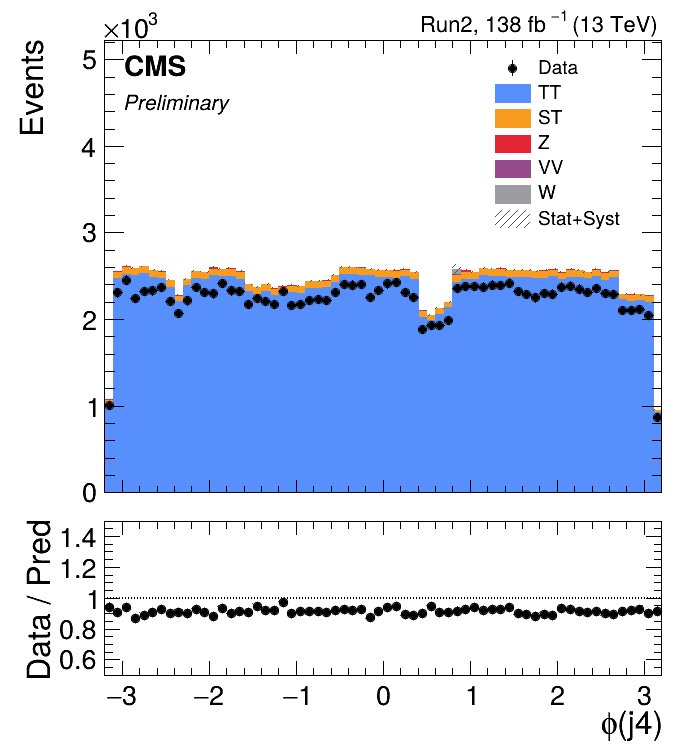 ×10³
Run2, 138 fb⁻¹ (13 TeV)
Events
CMS
Preliminary
Data
TT
ST
Z
VV
W
Stat+Syst
5
4
3
2
1
0
Data / Pred
1.4
1.2
1
0.8
0.6
−3 −2 −1 0 1 2 3
ϕ(j4)